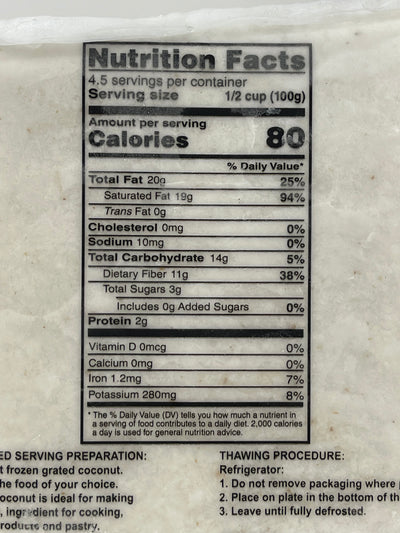 Nutrition Facts
4.5 servings per container
Serving size 1/2 cup (100g)
Amount per serving
Calories 80
% Daily Value*
Total Fat 20g 25%
Saturated Fat 19g 94%
Trans Fat 0g
Cholesterol 0mg 0%
Sodium 10mg 0%
Total Carbohydrate 14g 5%
Dietary Fiber 11g 38%
Total Sugars 3g
Includes 0g Added Sugars 0%
Protein 2g
Vitamin D 0mcg 0%
Calcium 0mg 0%
Iron 1.2mg 7%
Potassium 280mg 8%
* The % Daily Value (DV) tells you how much a nutrient in
a serving of food contributes to a daily diet. 2,000 calories
a day is used for general nutrition advice.
ED SERVING PREPARATION:
t frozen grated coconut.
he food of your choice.
oconut is ideal for making
, ingredient for cooking,
roducts and pastry.
THAWING PROCEDURE:
Refrigerator:
1. Do not remove packaging where
2. Place on plate in the bottom of th
3. Leave until fully defrosted.